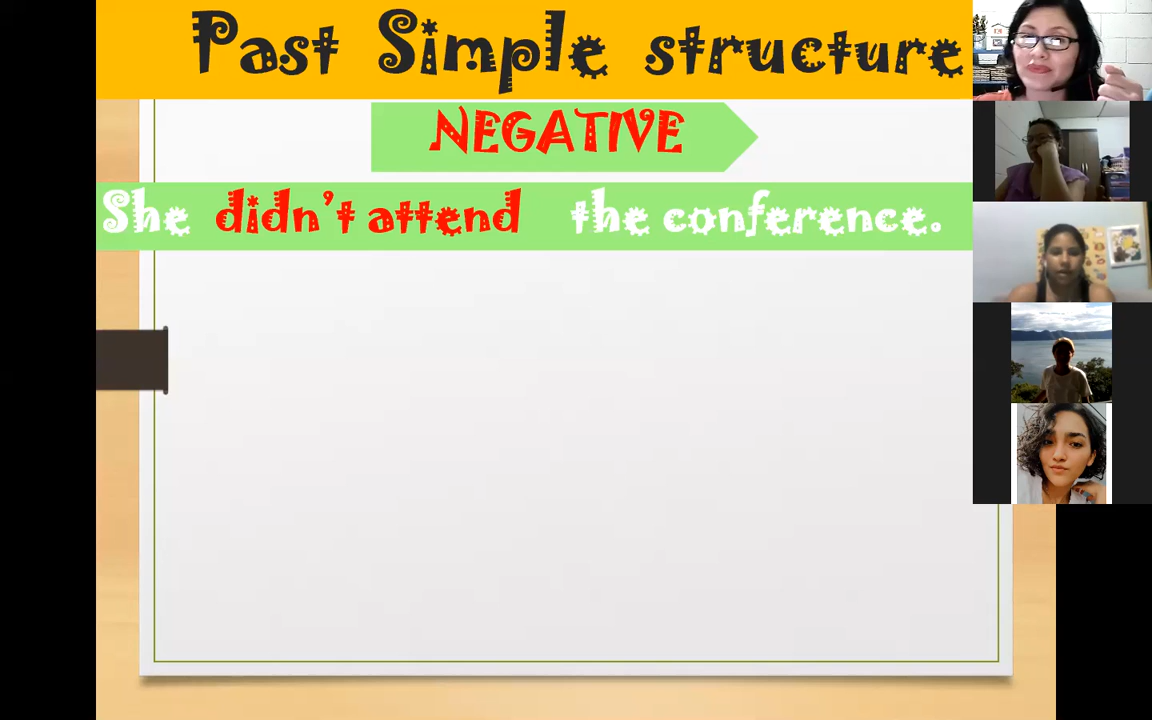 Past Simple structure
NEGATIVE
She didn't attend the conference.